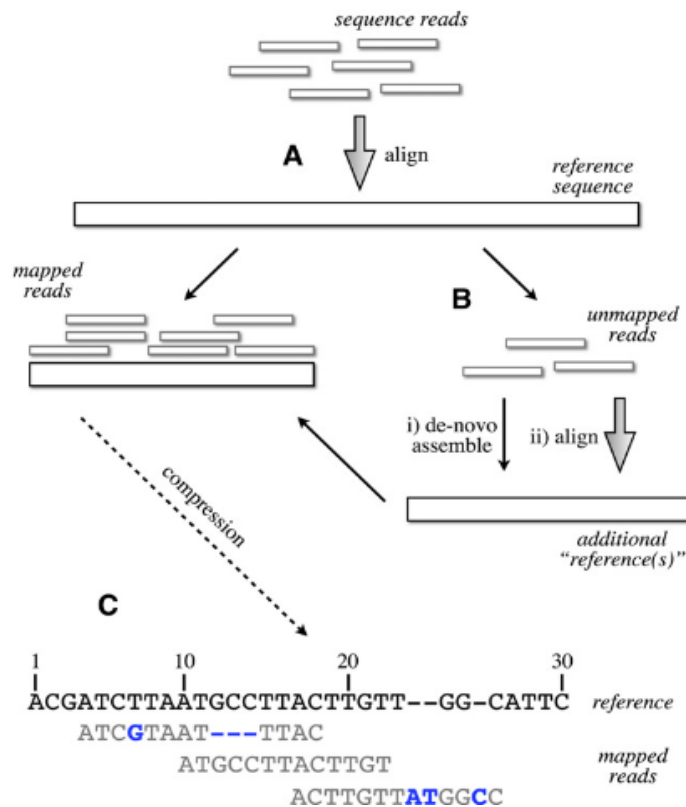 sequence reads
A
align
reference
sequence
mapped
reads
B
unmapped
reads
i) de-novo
assemble
ii) align
compression
additional
“reference(s)”
C
1 10 20 30
ACGATCTTAATGCCTTACTTGTT--GG-CATTC reference
ATCGTAAT---TTAC
ATGCCTTACTTGT mapped
ACTTGTTATGGCC reads